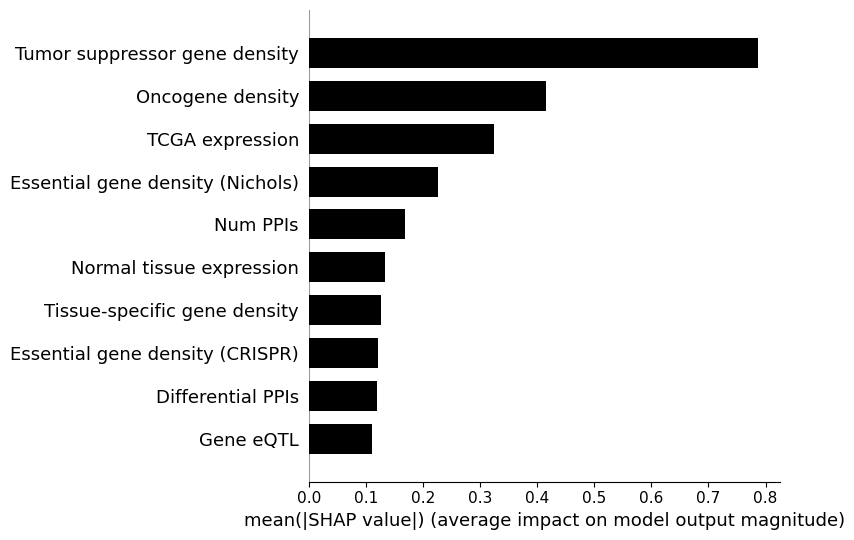 Tumor suppressor gene density
Oncogene density
TCGA expression
Essential gene density (Nichols)
Num PPIs
Normal tissue expression
Tissue-specific gene density
Essential gene density (CRISPR)
Differential PPIs
Gene eQTL
0.0 0.1 0.2 0.3 0.4 0.5 0.6 0.7 0.8
mean(|SHAP value|) (average impact on model output magnitude)